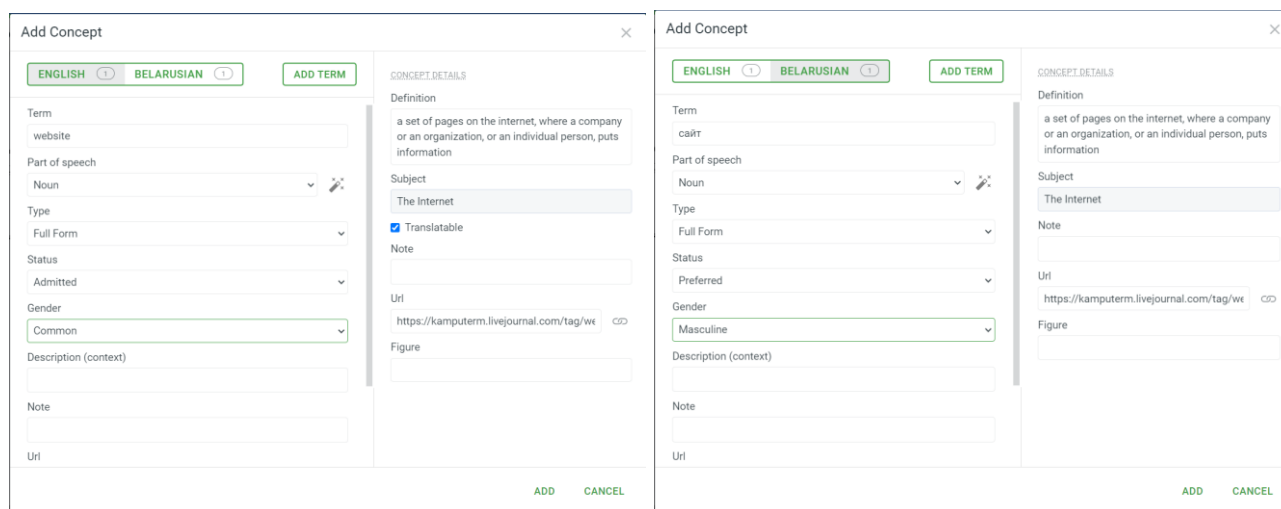 Add Concept
ENGLISH 1 BELARUSIAN 1 ADD TERM
Term
website
Part of speech
Noun
Type
Full Form
Status
Admitted
Gender
Common
Description (context)
Note
Url
CONCEPT DETAILS
Definition
a set of pages on the internet, where a company
or an organization, or an individual person, puts
information
Subject
The Internet
Translatable
Note
Url
https://kamputerm.livejournal.com/tag/we
Figure
ADD CANCEL
Add Concept
ENGLISH 1 BELARUSIAN 1 ADD TERM
Term
сайт
Part of speech
Noun
Type
Full Form
Status
Preferred
Gender
Masculine
Description (context)
Note
Url
CONCEPT DETAILS
Definition
a set of pages on the internet, where a company
or an organization, or an individual person, puts
information
Subject
The Internet
Note
Url
https://kamputerm.livejournal.com/tag/we
Figure
ADD CANCEL